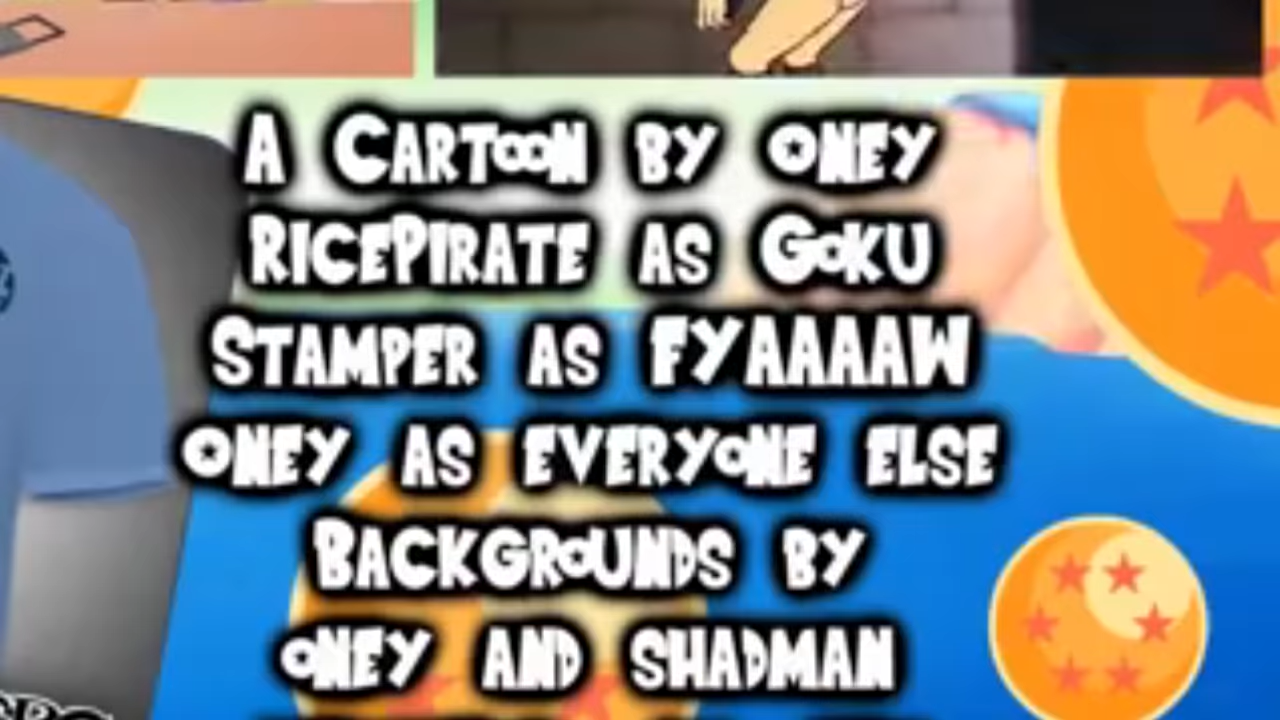 A Cartoon by Oney
RicePirate as Goku
Stamper as FYAAAAW
Oney as everyone else
Backgrounds by
Oney and Shadman